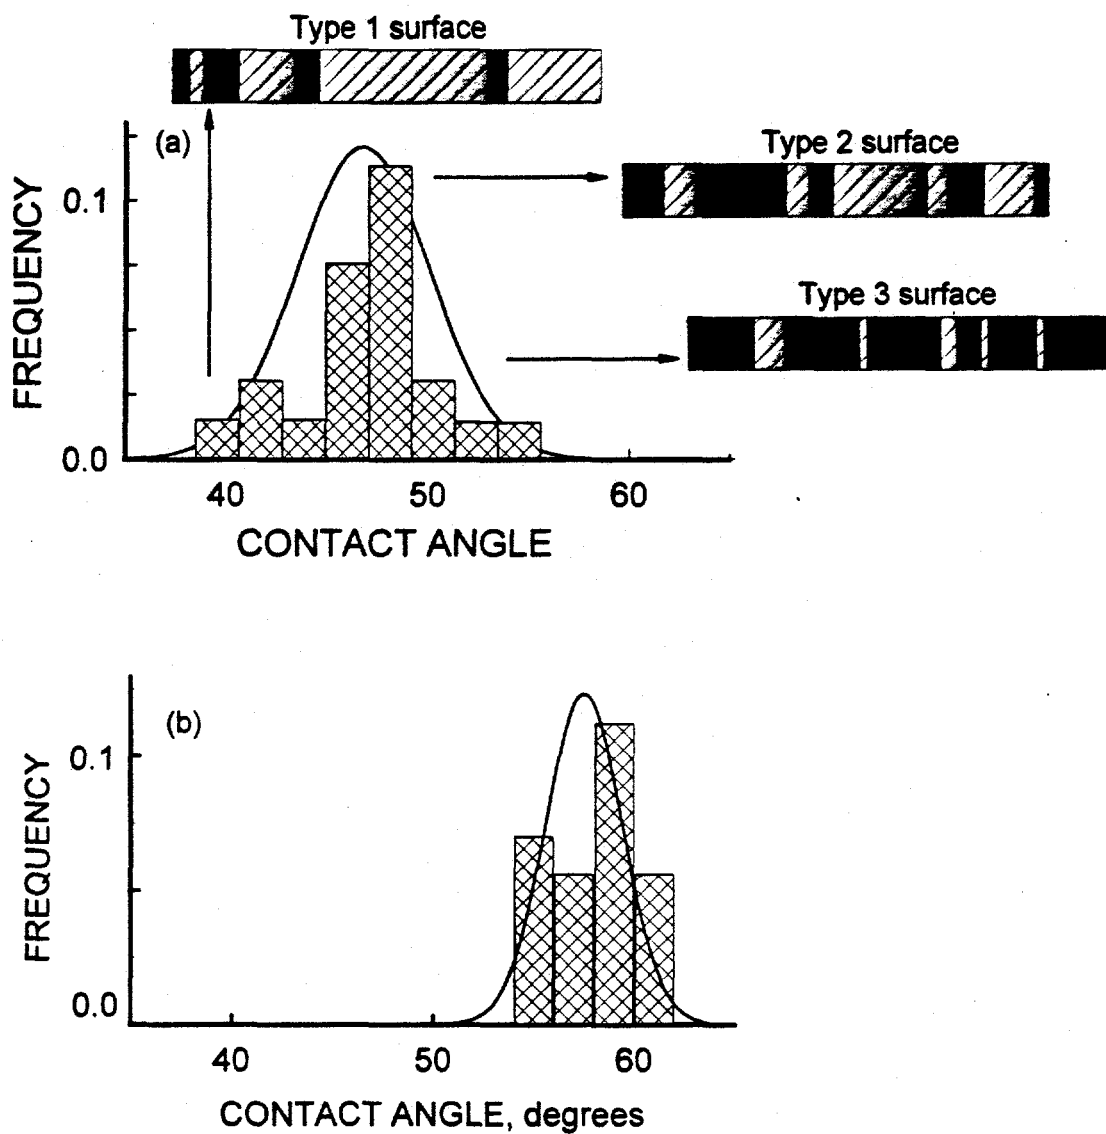 Type 1 surface
(a)
Type 2 surface
0.1
FREQUENCY
Type 3 surface
0.0
40 50 60
CONTACT ANGLE
(b)
0.1
FREQUENCY
0.0
40 50 60
CONTACT ANGLE, degrees